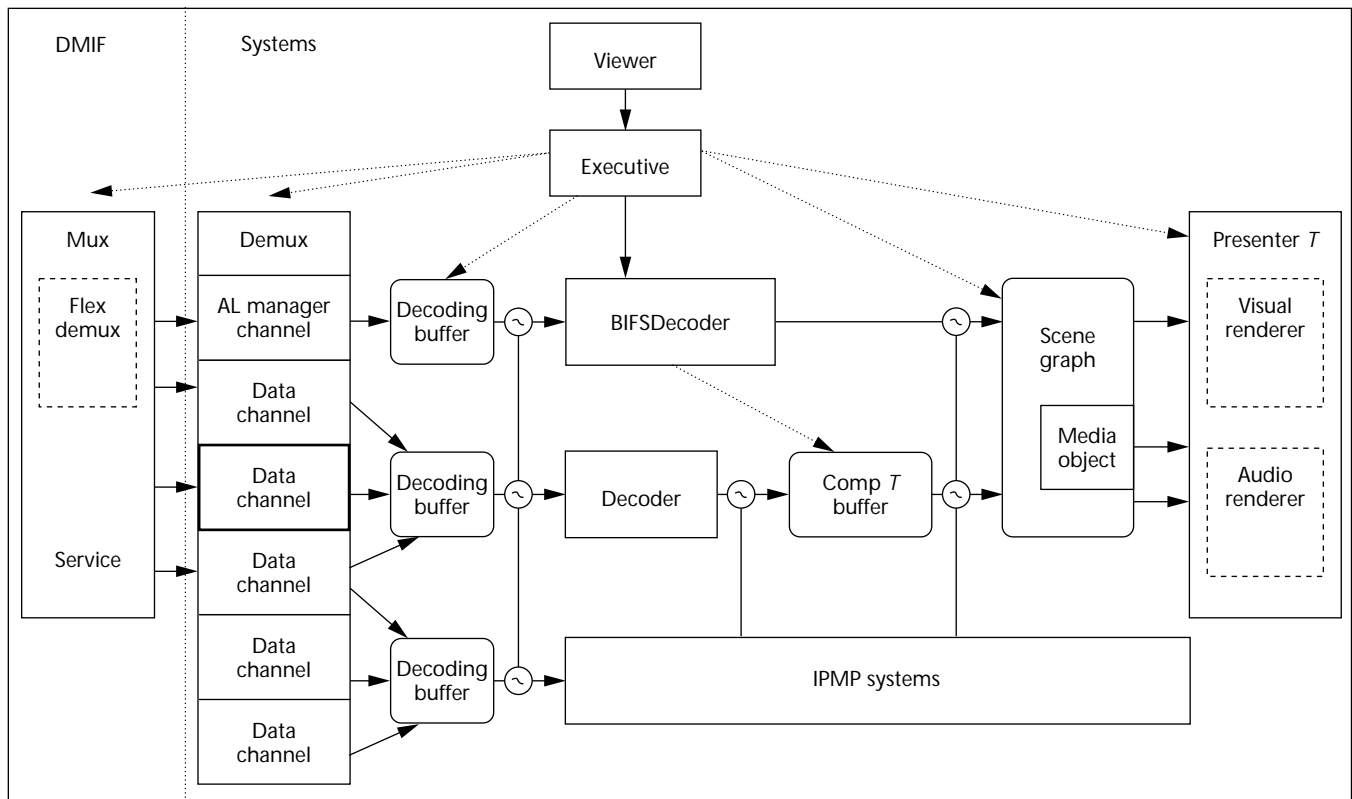 DMIF
Systems
Viewer
Executive
Mux
Flex
demux
Service
Demux
AL manager
channel
Data
channel
Data
channel
Data
channel
Data
channel
Data
channel
Decoding
buffer
Decoding
buffer
Decoding
buffer
BIFSDecoder
Decoder
Comp T
buffer
IPMP systems
Scene
graph
Media
object
Presenter T
Visual
renderer
Audio
renderer